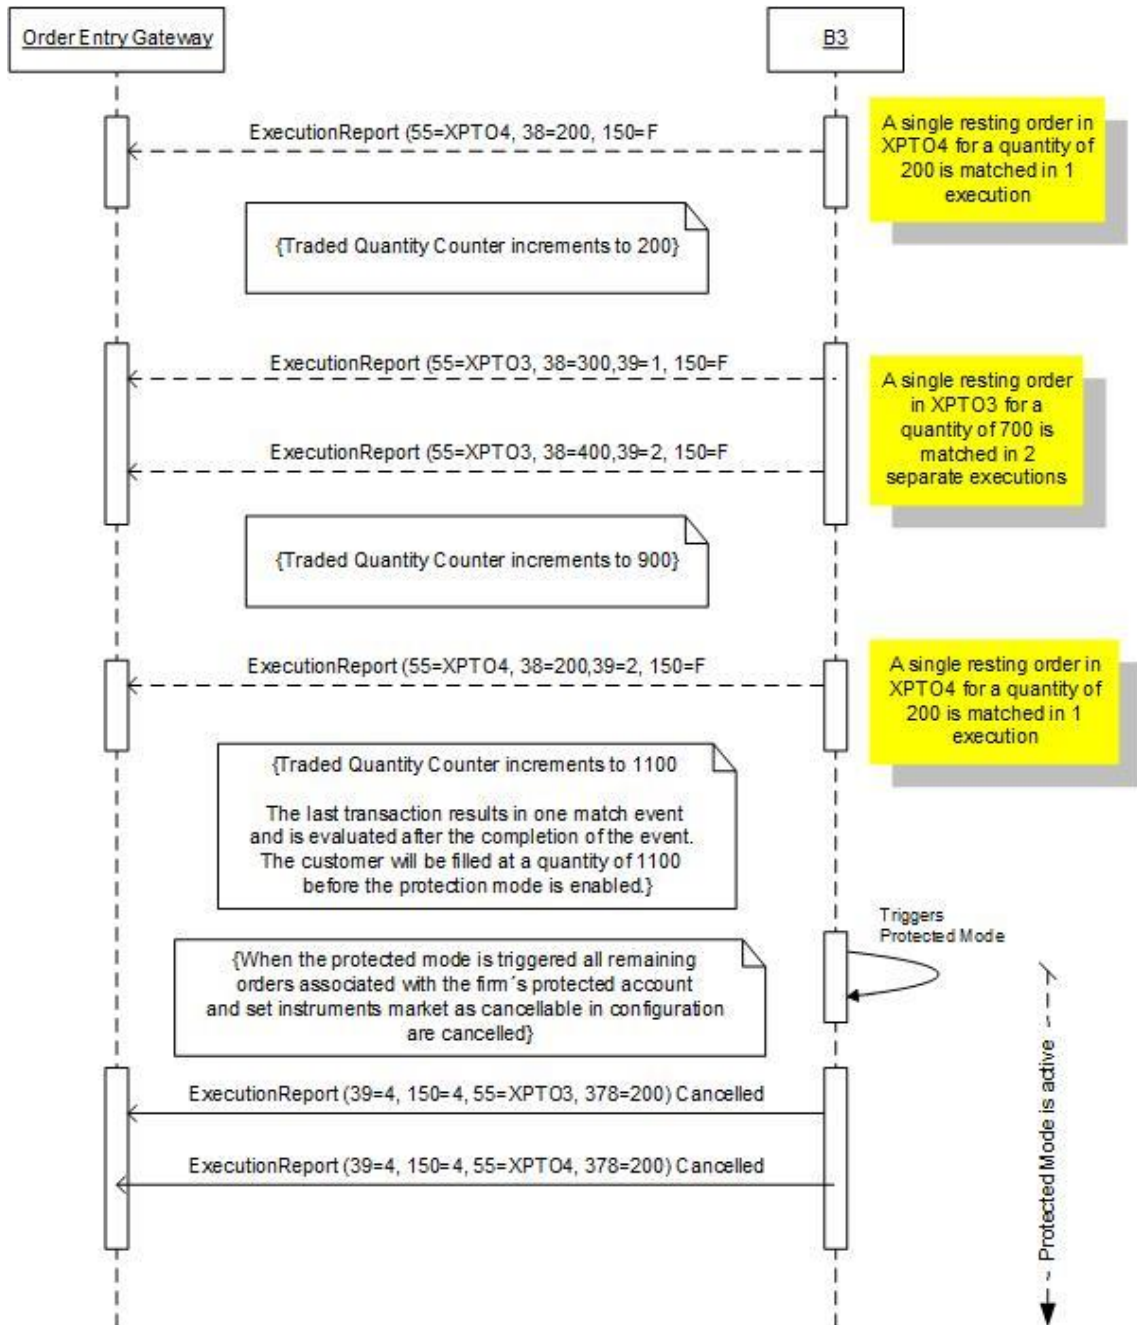 Order Entry Gateway
B3
ExecutionReport (55=XPTO4, 38=200, 150=F
A single resting order in
XPTO4 for a quantity of
200 is matched in 1
execution
{Traded Quantity Counter increments to 200}
ExecutionReport (55=XPTO3, 38=300,39=1, 150=F
ExecutionReport (55=XPTO3, 38=400,39=2, 150=F
A single resting order
in XPTO3 for a
quantity of 700 is
matched in 2
separate executions
{Traded Quantity Counter increments to 900}
ExecutionReport (55=XPTO4, 38=200,39=2, 150=F
A single resting order in
XPTO4 for a quantity of
200 is matched in 1
execution
{Traded Quantity Counter increments to 1100
The last transaction results in one match event
and is evaluated after the completion of the event.
The customer will be filled at a quantity of 1100
before the protection mode is enabled.}
Triggers
Protected Mode
{When the protected mode is triggered all remaining
orders associated with the firm´s protected account
and set instruments market as cancellable in configuration
are cancelled}
ExecutionReport (39=4, 150=4, 55=XPTO3, 378=200) Cancelled
ExecutionReport (39=4, 150=4, 55=XPTO4, 378=200) Cancelled
Protected Mode is active